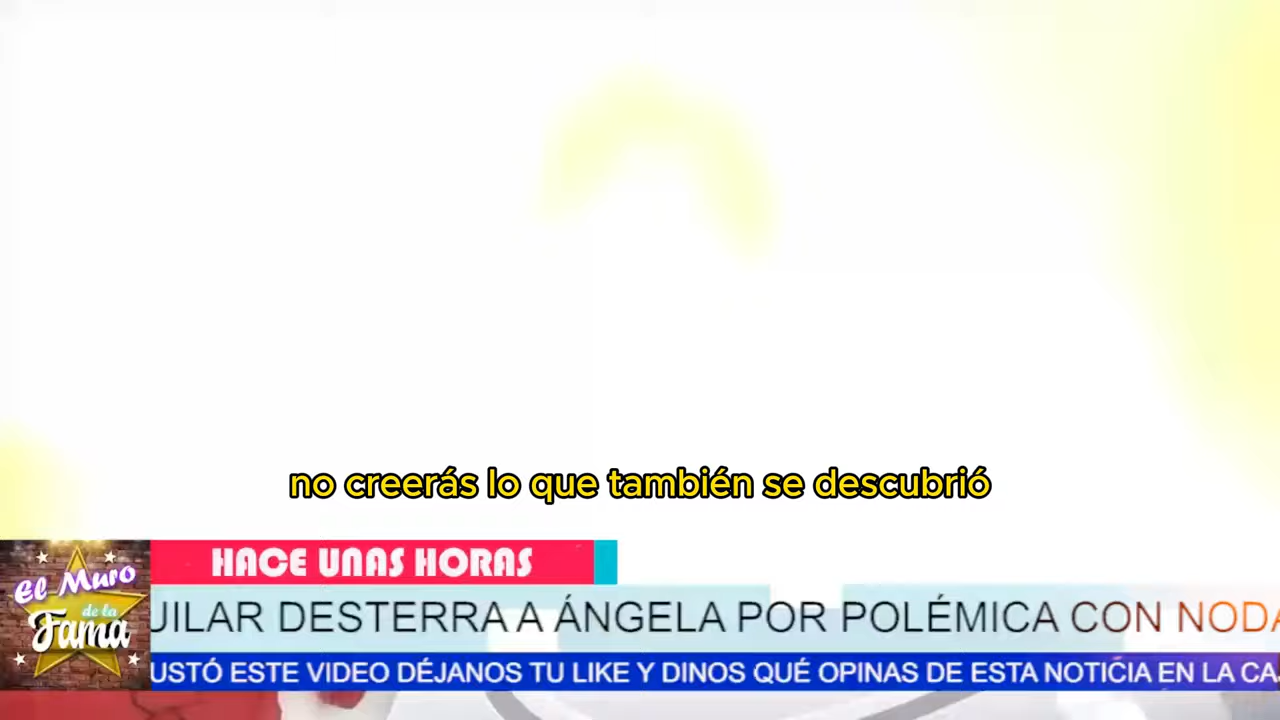 no creerás lo que también se descubrió
HACE UNAS HORAS
El Muro
de la
Fama
UILAR DESTERRA A ÁNGELA POR POLÉMICA CON NODA
USTÓ ESTE VIDEO DÉJANOS TU LIKE Y DINOS QUÉ OPINAS DE ESTA NOTICIA EN LA CAJ